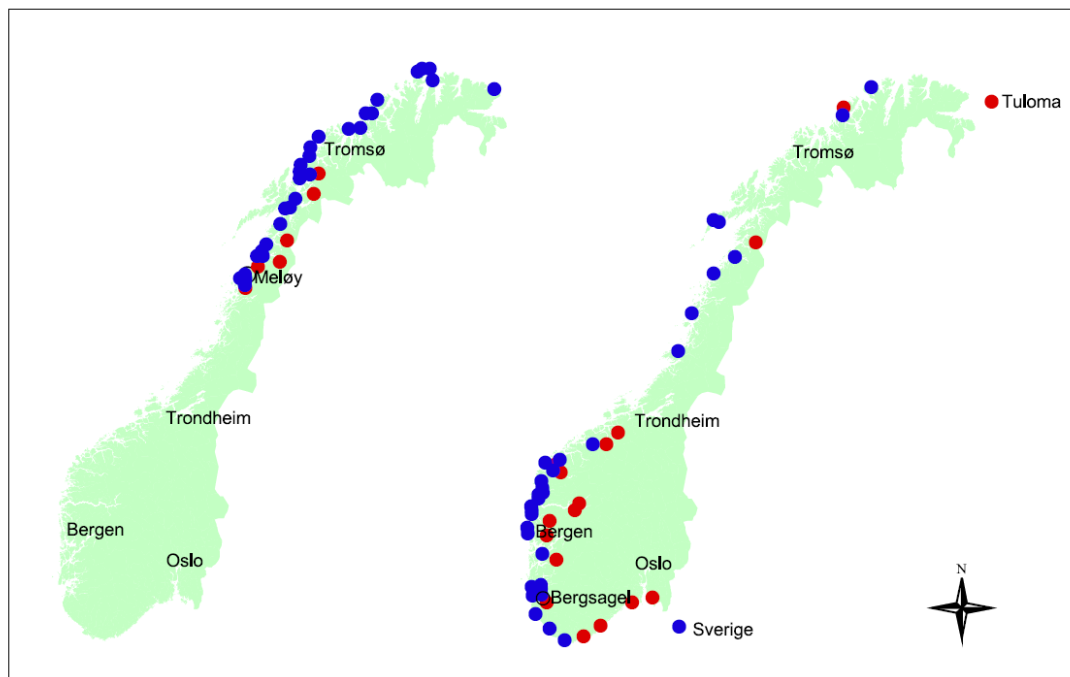 Tromsø
Meløy
Trondheim
Bergen
Oslo
Tuloma
Tromsø
Trondheim
Bergen
Oslo
Bergsagel
Sverige
N